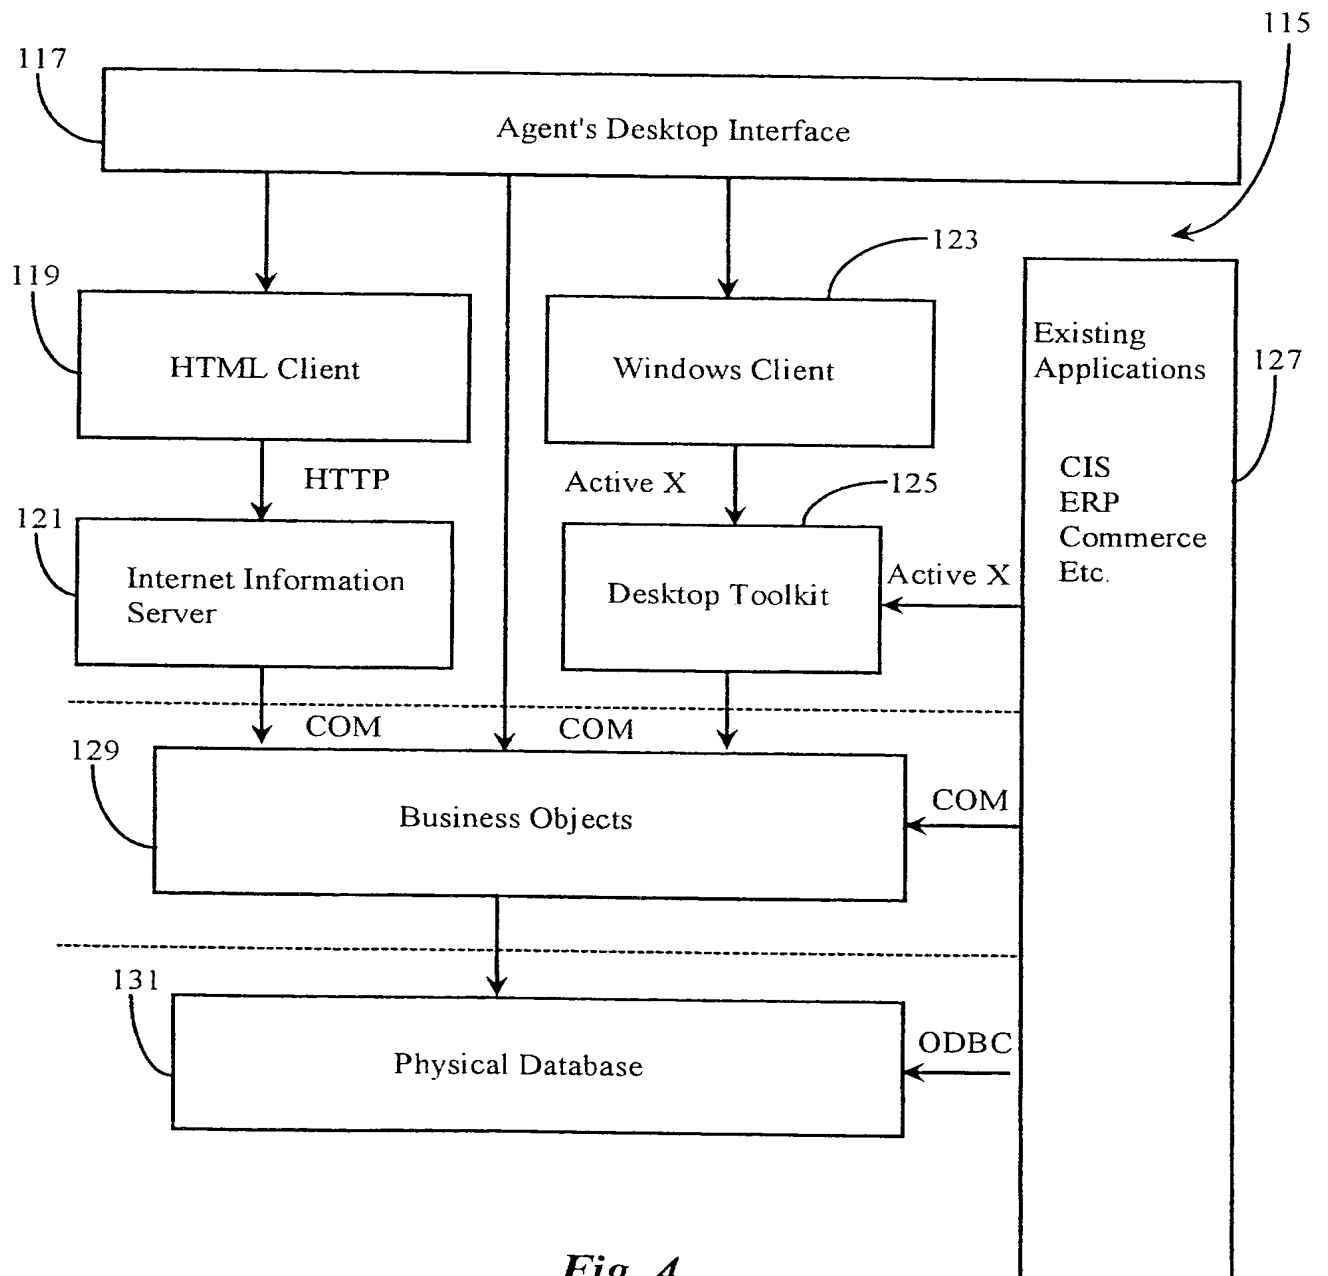 115
117
Agent's Desktop Interface
123
119
HTML Client
Windows Client
Existing
Applications
127
HTTP
Active X
125
CIS
ERP
Commerce
Etc.
121
Internet Information
Server
Desktop Toolkit
Active X
COM
COM
129
Business Objects
COM
131
Physical Database
ODBC
Fig. 4